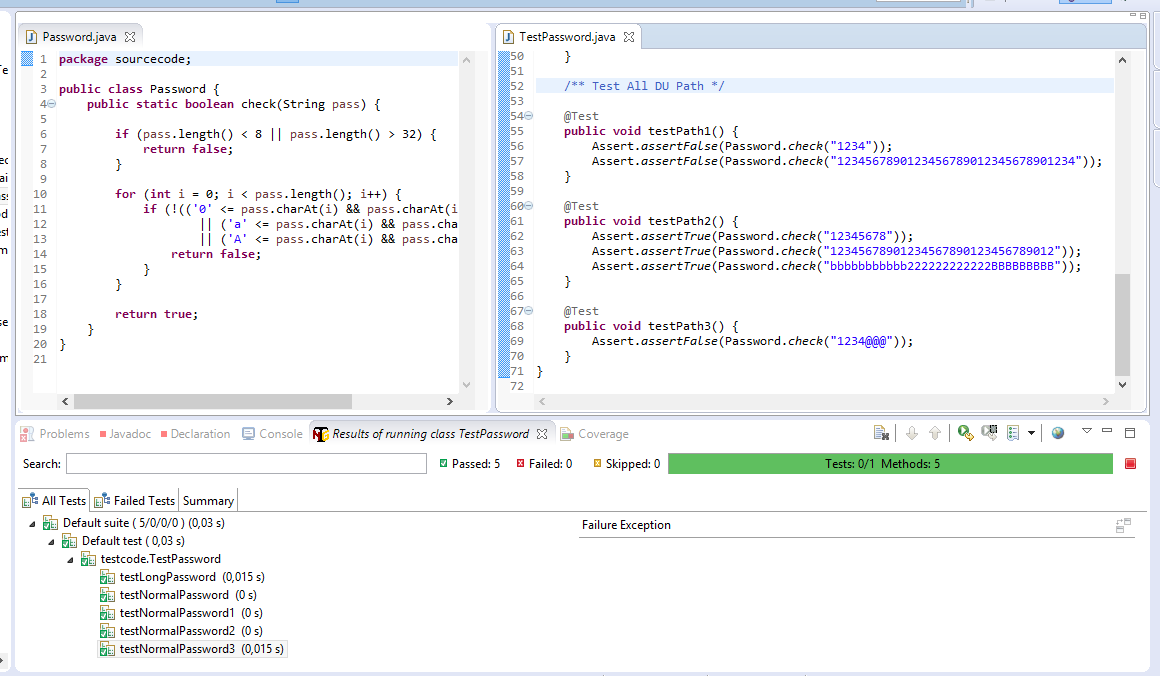 Password.java
1 package sourcecode;
2
3 public class Password {
4 public static boolean check(String pass) {
5
6 if (pass.length() < 8 || pass.length() > 32) {
7 return false;
8 }
9
10 for (int i = 0; i < pass.length(); i++) {
11 if (!(('0' <= pass.charAt(i) && pass.charAt(i
12 || ('a' <= pass.charAt(i) && pass.cha
13 || ('A' <= pass.charAt(i) && pass.cha
14 return false;
15 }
16 }
17
18 return true;
19 }
20 }
21
TestPassword.java
50 }
51
52 /** Test All DU Path */
53
54 @Test
55 public void testPath1() {
56 Assert.assertFalse(Password.check("1234"));
57 Assert.assertFalse(Password.check("1234567890123456789012345678901234"));
58 }
59
60 @Test
61 public void testPath2() {
62 Assert.assertTrue(Password.check("12345678"));
63 Assert.assertTrue(Password.check("12345678901234567890123456789012"));
64 Assert.assertTrue(Password.check("bbbbbbbbbbb222222222222BBBBBBBBB"));
65 }
66
67 @Test
68 public void testPath3() {
69 Assert.assertFalse(Password.check("1234@@@"));
70 }
71 }
72
Problems Javadoc Declaration Console Results of running class TestPassword Coverage
Search: Passed: 5 Failed: 0 Skipped: 0 Tests: 0/1 Methods: 5
All Tests Failed Tests Summary
Default suite ( 5/0/0/0 ) (0,03 s)
Failure Exception
Default test ( 0,03 s)
testcode.TestPassword
testLongPassword (0,015 s)
testNormalPassword (0 s)
testNormalPassword1 (0 s)
testNormalPassword2 (0 s)
testNormalPassword3 (0,015 s)